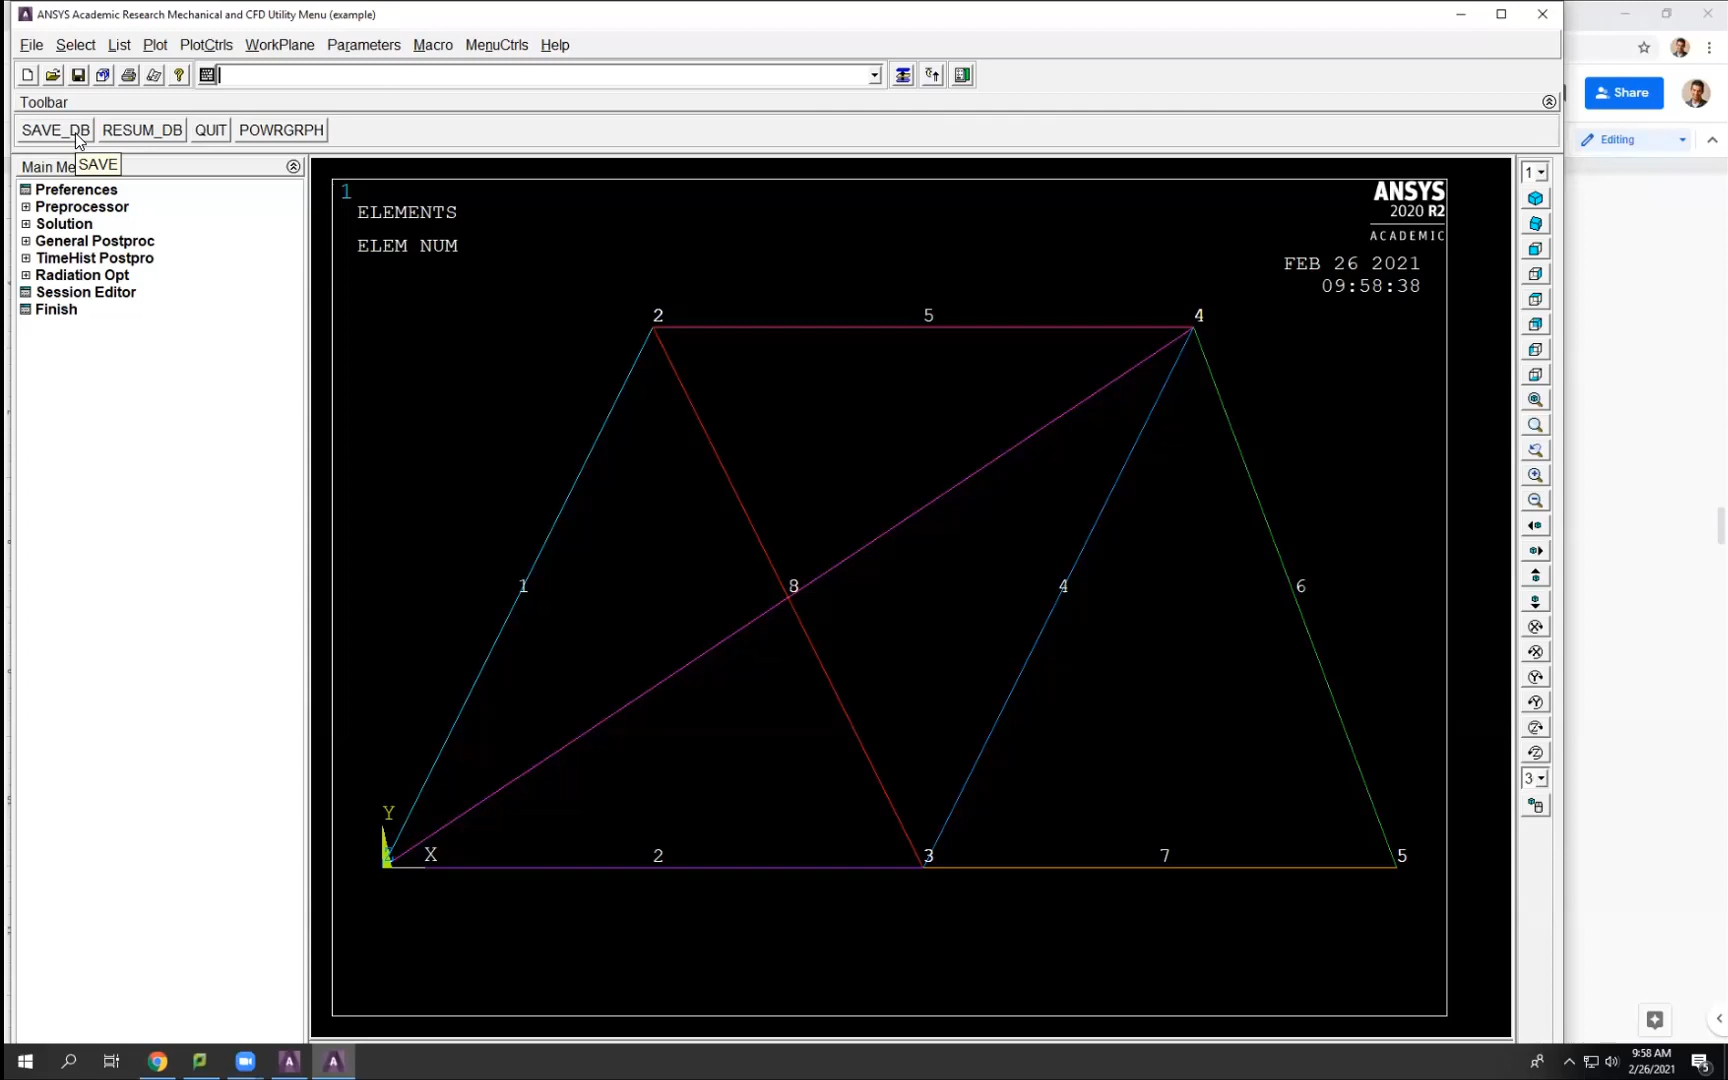 ANSYS Academic Research Mechanical and CFD Utility Menu (example)
File Select List Plot PlotCtrls WorkPlane Parameters Macro MenuCtrls Help
Share
Toolbar
SAVE_DB RESUM_DB QUIT POWRGRPH
Editing
Main Me
SAVE
Preferences
Preprocessor
Solution
General Postproc
TimeHist Postpro
Radiation Opt
Session Editor
Finish
1
ELEMENTS
ELEM NUM
ANSYS
2020 R2
ACADEMIC
FEB 26 2021
09:58:38
2 5 4
1 8 4 6
Y
X 2 3 7 5
1
3
9:58 AM
2/26/2021
5